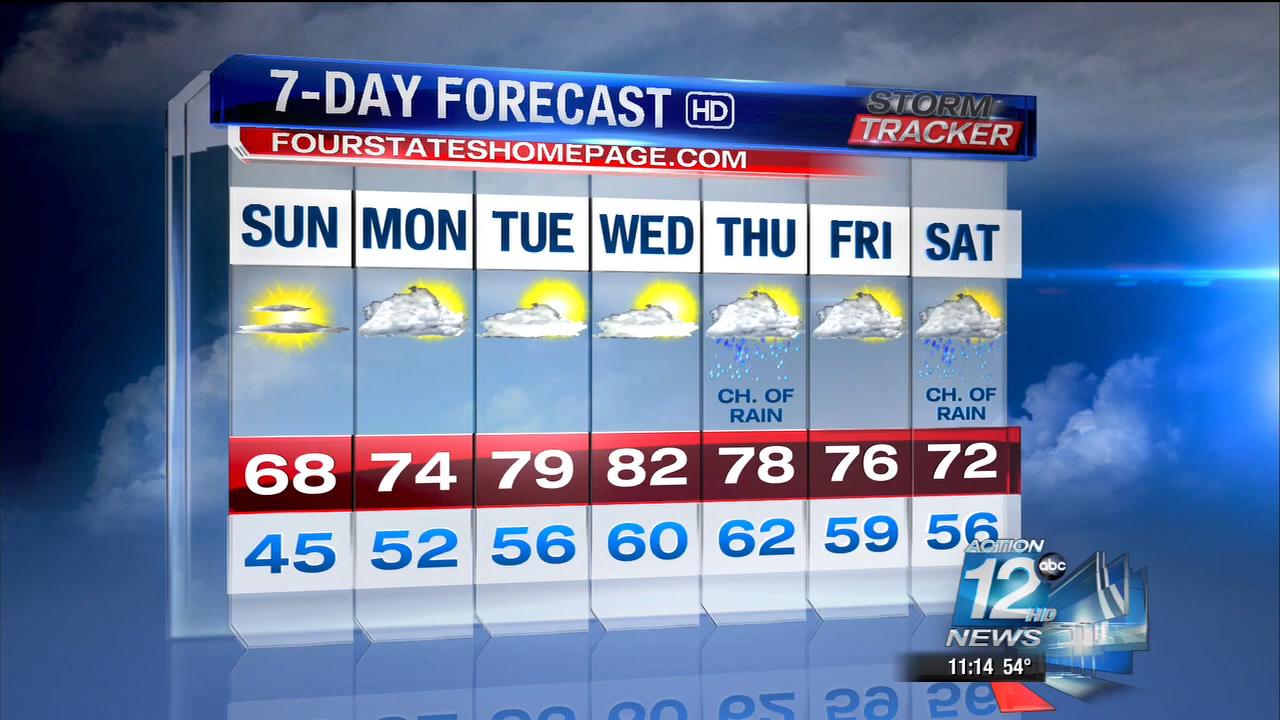 7-DAY FORECAST HD
STORM
TRACKER
FOURSTATESHOMEPAGE.COM
SUN MON TUE WED THU FRI SAT
CH. OF CH. OF
RAIN RAIN
68 74 79 82 78 76 72
45 52 56 60 62 59 56
ACTION
12 abc
HD
NEWS
11:14 54°